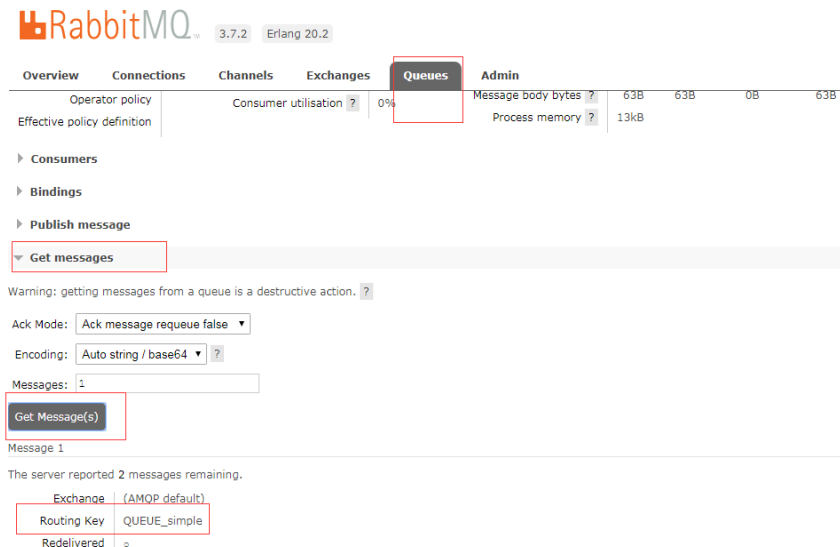 RabbitMQ™ 3.7.2 Erlang 20.2
Overview Connections Channels Exchanges Queues Admin
Operator policy Consumer utilisation ? 0% Message body bytes ? 63B 63B 0B 63B
Effective policy definition Process memory ? 13kB
Consumers
Bindings
Publish message
Get messages
Warning: getting messages from a queue is a destructive action. ?
Ack Mode: Ack message requeue false
Encoding: Auto string / base64 ?
Messages: 1
Get Message(s)
Message 1
The server reported 2 messages remaining.
Exchange (AMQP default)
Routing Key QUEUE_simple
Redelivered ○